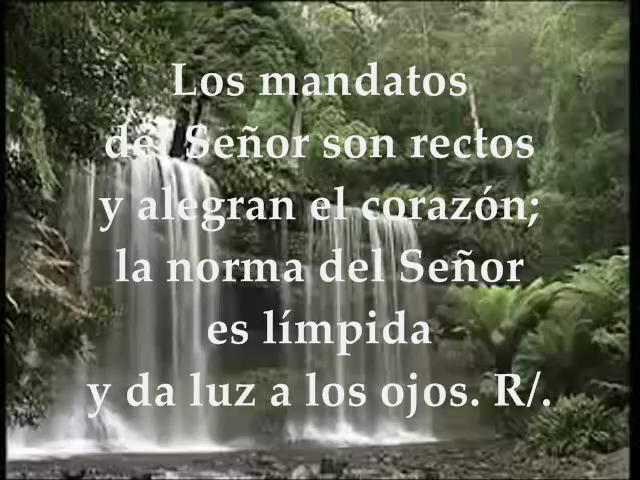 Los mandatos
del Señor son rectos
y alegran el corazón;
la norma del Señor
es límpida
y da luz a los ojos. R/.